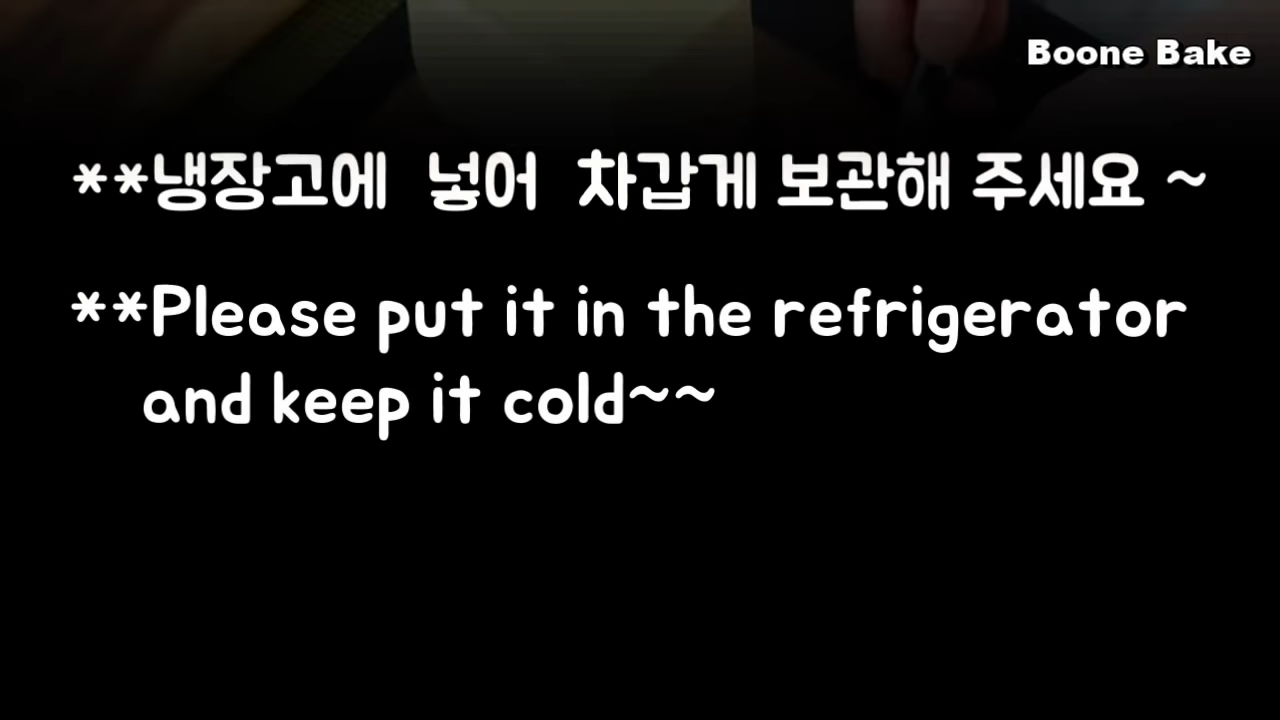 Boone Bake
**냉장고에 넣어 차갑게 보관해 주세요 ~
**Please put it in the refrigerator
and keep it cold~~